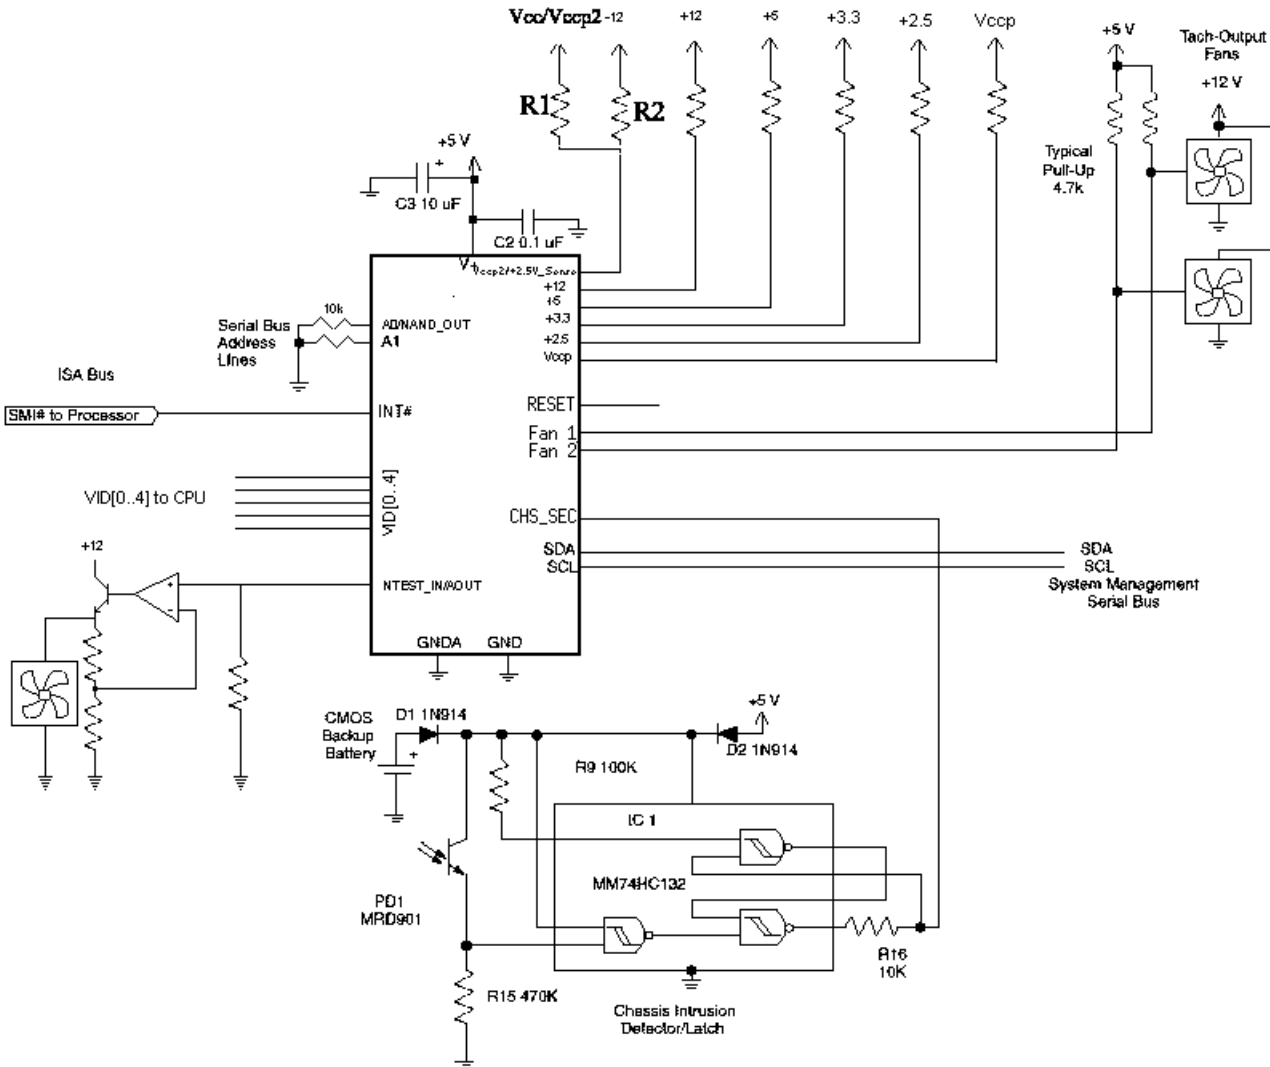 Vcc/Vccp2
-12
+12
+5
+3.3
+2.5
Vccp
+5 V
Tach-Output
Fans
+12 V
R1
R2
Typical
Pull-Up
4.7k
+5 V
+
C3 10 uF
C2 0.1 uF
V+
Vccp2/+2.5V_Sense
+12
+5
+3.3
+2.5
Vccp
10k
Serial Bus
Address
Lines
A0/NAND_OUT
A1
ISA Bus
SMI# to Processor
INT#
RESET
Fan 1
Fan 2
VID[0..4] to CPU
VID[0..4]
CHS_SEC
SDA
SCL
SDA
SCL
System Management
Serial Bus
+12
+
-
NTEST_IN/AOUT
GNDA
GND
CMOS
Backup
Battery
D1 1N914
+
+5 V
D2 1N914
R9 100K
IC 1
MM74HC132
PD1
MRD901
R16
10K
R15 470K
Chassis Intrusion
Detector/Latch